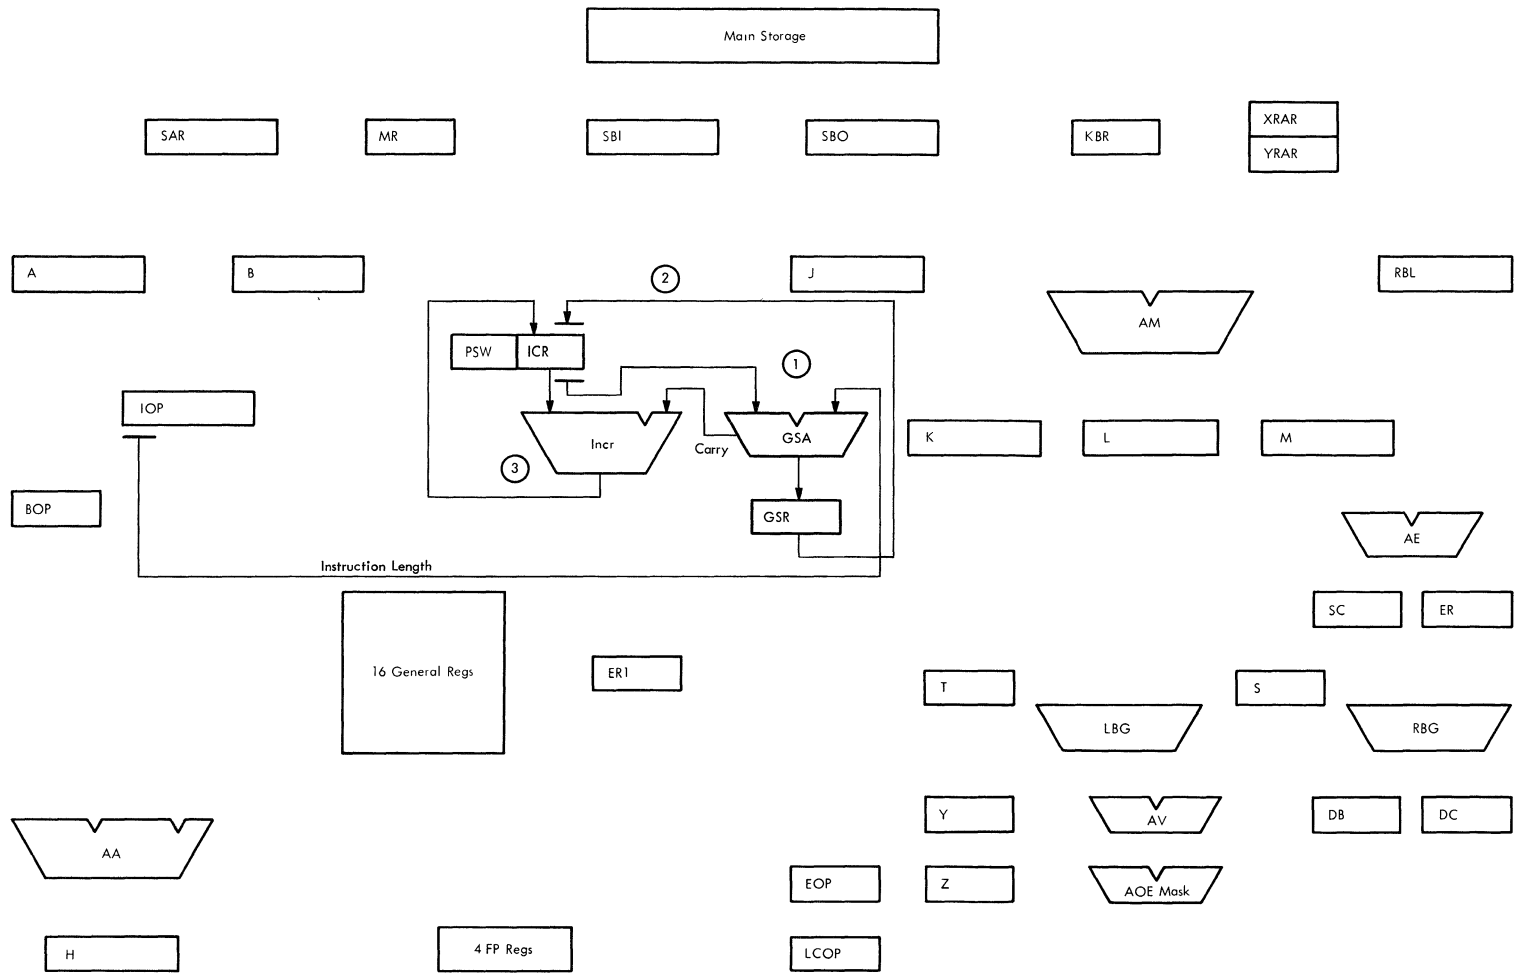 Main Storage
SAR
MR
SBI
SBO
KBR
XRAR
YRAR
A
B
2
J
RBL
AM
PSW
ICR
1
IOP
Incr
Carry
GSA
K
L
M
3
BOP
GSR
AE
Instruction Length
SC
ER
16 General Regs
ER1
T
S
LBG
RBG
Y
AV
DB
DC
AA
EOP
Z
AOE Mask
H
4 FP Regs
LCOP